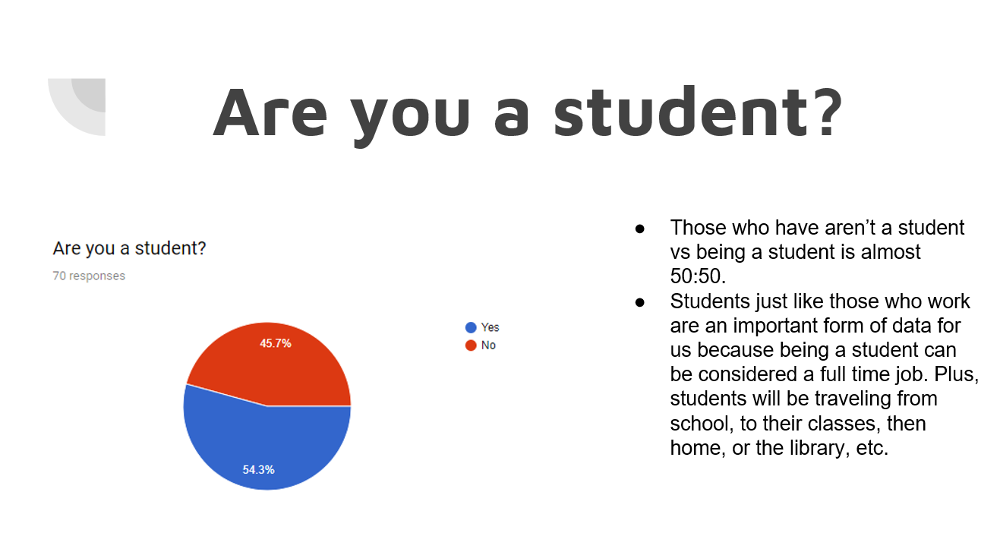 Are you a student?
Are you a student?
70 responses
45.7%
54.3%
Yes
No
● Those who have aren’t a student
vs being a student is almost
50:50.
● Students just like those who work
are an important form of data for
us because being a student can
be considered a full time job. Plus,
students will be traveling from
school, to their classes, then
home, or the library, etc.